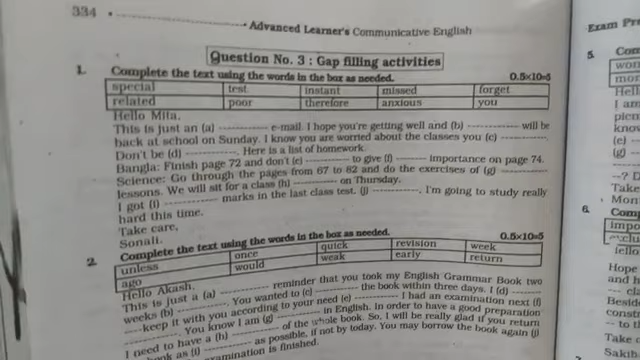 334
Advanced Learner's Communicative English
Question No. 3 : Gap filling activities
1. Complete the text using the words in the box as needed. 0.5×10=5
special test instant missed forget
related poor therefore anxious you
Hello Mita,
This is just an (a) ------------ e-mail. I hope you're getting well and (b) ------------ will be
back at school on Sunday. I know you are worried about the classes you (c) ------------.
Don't be (d) ------------. Here is a list of homework.
Bangla: Finish page 72 and don't (e) ------------ to give (f) ------------ importance on page 74.
Science: Go through the pages from 67 to 82 and do the exercises of (g) ------------
lessons. We will sit for a class (h) ------------ on Thursday.
I got (i) ------------ marks in the last class test. (j) ------------, I'm going to study really
hard this time.
Take care,
Sonali.
2. Complete the text using the words in the box as needed. 0.5×10=5
unless once quick revision week
ago would weak early return
Hello Akash,
This is just a (a) ------------ reminder that you took my English Grammar Book two
weeks (b) ------------. You wanted to (c) ------------ the book within three days. I (d) ------------
------ keep it with you according to your need (e) ------------ I had an examination next (f)
------------. You know I am (g) ------------ in English. In order to have a good preparation
I need to have a (h) ------------ of the whole book. So, I will be really glad if you return
book as (i) ------------ as possible, if not by today. You may borrow the book again (j)
examination is finished.
Exam
5.
Hell
I am
know
(e) --
(g) --
--?
Take
6.
Hope
and h
Besid
const
-- to
Take
Sakib